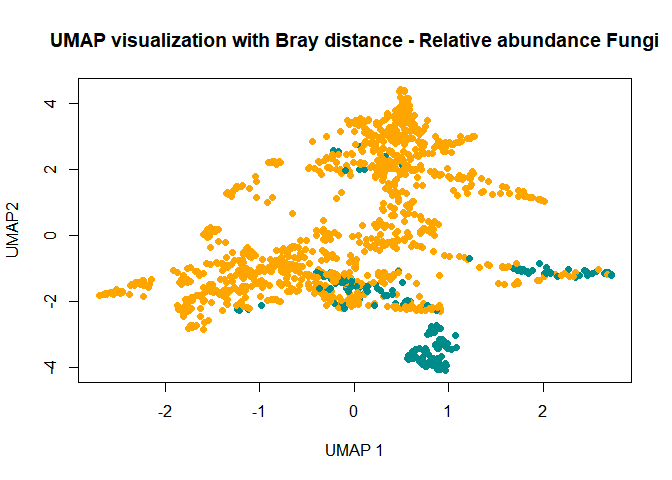 UMAP visualization with Bray distance - Relative abundance Fungi
4
2
0
-2
-4
UMAP2
-2 -1 0 1 2
UMAP 1